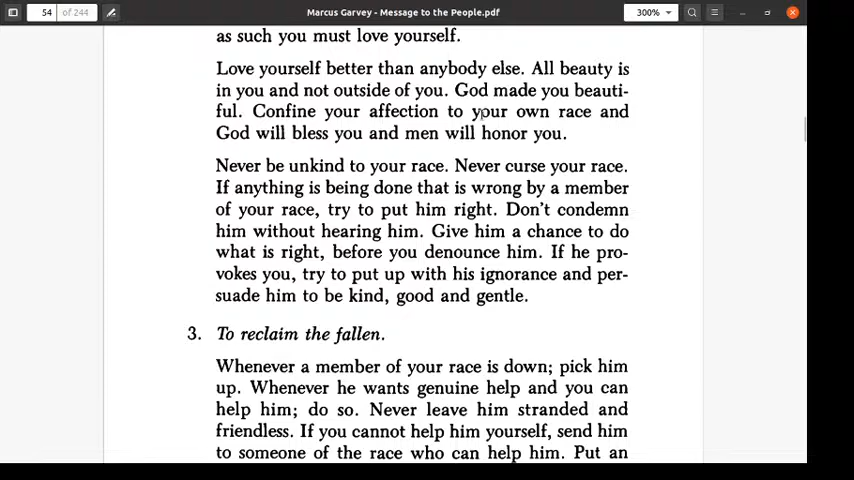 54 of 244
Marcus Garvey - Message to the People.pdf
300%
as such you must love yourself.
Love yourself better than anybody else. All beauty is
in you and not outside of you. God made you beauti-
ful. Confine your affection to your own race and
God will bless you and men will honor you.
Never be unkind to your race. Never curse your race.
If anything is being done that is wrong by a member
of your race, try to put him right. Don't condemn
him without hearing him. Give him a chance to do
what is right, before you denounce him. If he pro-
vokes you, try to put up with his ignorance and per-
suade him to be kind, good and gentle.
3. To reclaim the fallen.
Whenever a member of your race is down; pick him
up. Whenever he wants genuine help and you can
help him; do so. Never leave him stranded and
friendless. If you cannot help him yourself, send him
to someone of the race who can help him. Put an